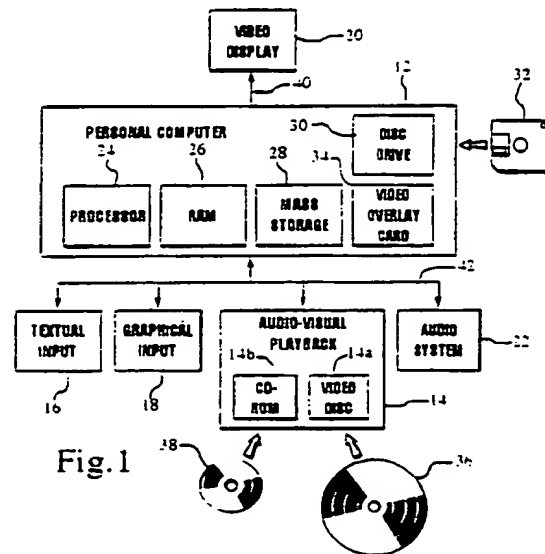 VIDEO
DISPLAY
20
40
12
32
PERSONAL COMPUTER
30
DISC
DRIVE
24
26
28
34
PROCESSOR
RAM
MASS
STORAGE
VIDEO
OVERLAY
CARD
42
TEXTUAL
INPUT
GRAPHICAL
INPUT
AUDIO-VISUAL
PLAYBACK
AUDIO
SYSTEM
22
14b
14a
CD-
ROM
VIDEO
DISC
16
18
14
38
36
Fig.1